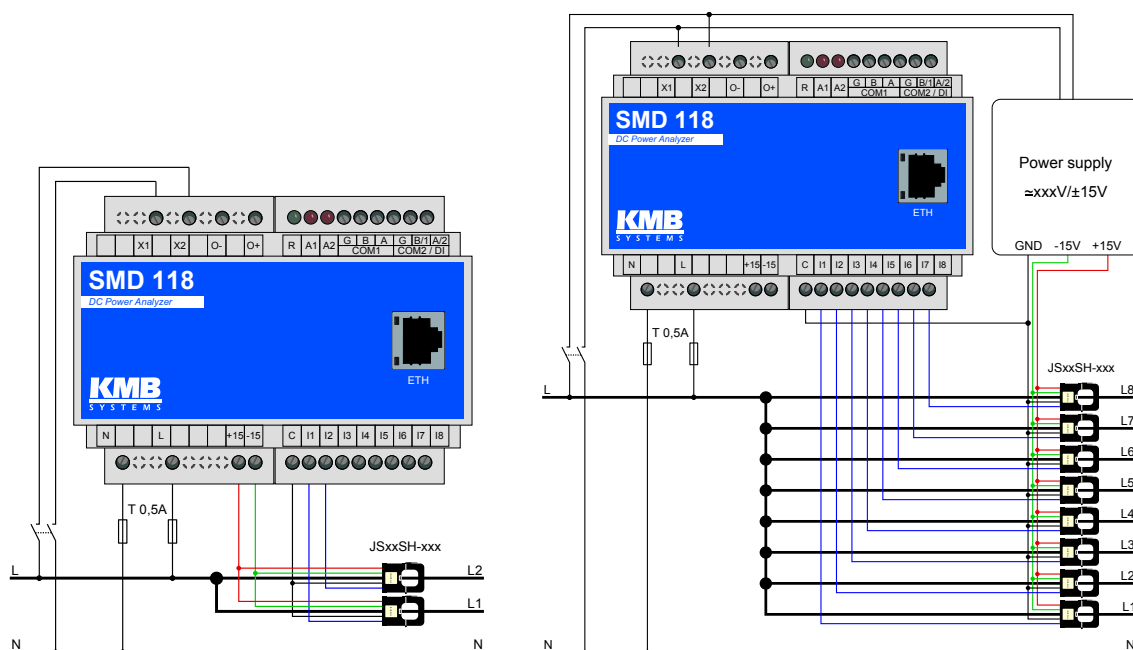 X1 X2 O- O+ R A1 A2 G B A G B/1 A/2
COM1 COM2 / DI
SMD 118
DC Power Analyzer
ETH
KMB
SYSTEMS
N L +15 -15 C I1 I2 I3 I4 I5 I6 I7 I8
T 0,5A
JSxxSH-xxx
L L2
L1
N N
X1 X2 O- O+ R A1 A2 G B A G B/1 A/2
COM1 COM2 / DI
SMD 118
DC Power Analyzer
ETH
KMB
SYSTEMS
N L +15 -15 C I1 I2 I3 I4 I5 I6 I7 I8
Power supply
≃xxxV/±15V
GND -15V +15V
T 0,5A
JSxxSH-xxx
L L8
L7
L6
L5
L4
L3
L2
L1
N N